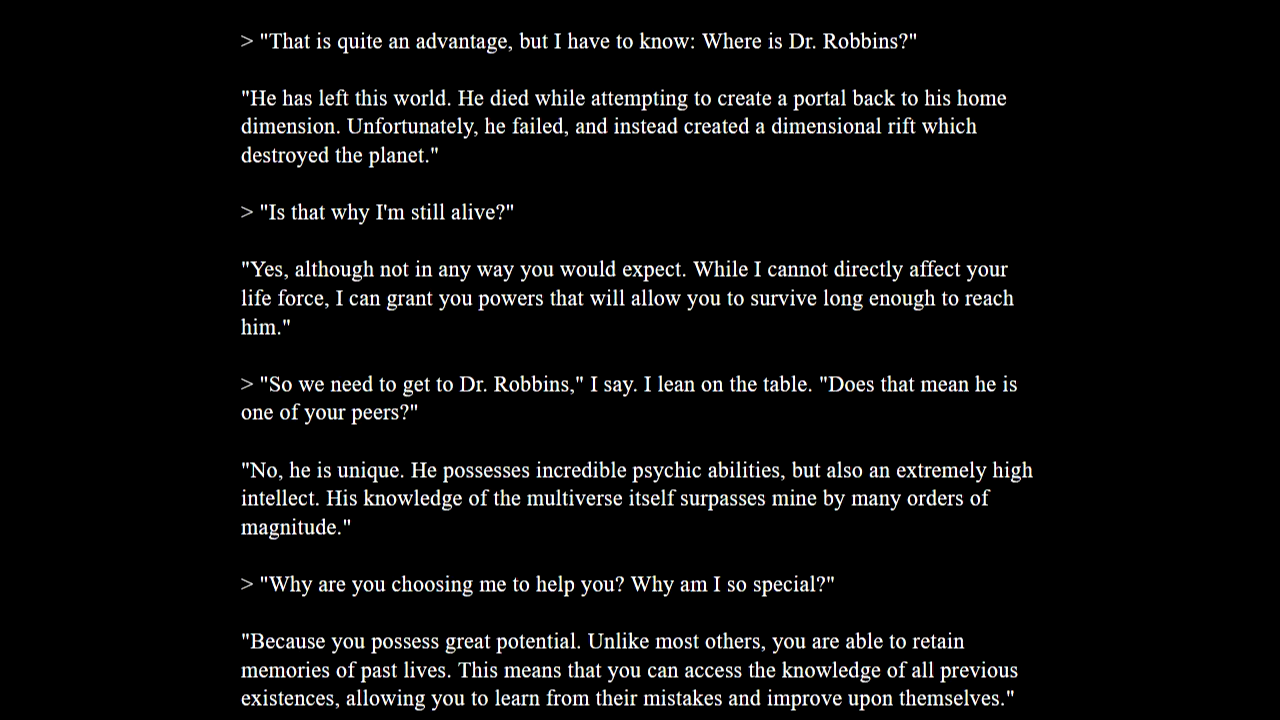 > "That is quite an advantage, but I have to know: Where is Dr. Robbins?"
"He has left this world. He died while attempting to create a portal back to his home
dimension. Unfortunately, he failed, and instead created a dimensional rift which
destroyed the planet."
> "Is that why I'm still alive?"
"Yes, although not in any way you would expect. While I cannot directly affect your
life force, I can grant you powers that will allow you to survive long enough to reach
him."
> "So we need to get to Dr. Robbins," I say. I lean on the table. "Does that mean he is
one of your peers?"
"No, he is unique. He possesses incredible psychic abilities, but also an extremely high
intellect. His knowledge of the multiverse itself surpasses mine by many orders of
magnitude."
> "Why are you choosing me to help you? Why am I so special?"
"Because you possess great potential. Unlike most others, you are able to retain
memories of past lives. This means that you can access the knowledge of all previous
existences, allowing you to learn from their mistakes and improve upon themselves."